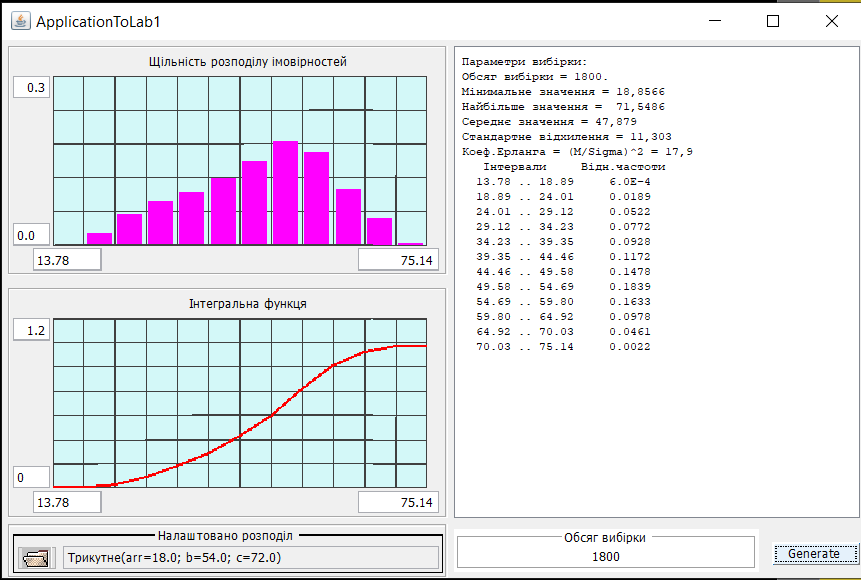 ApplicationToLab1
Щільність розподілу імовірностей
0.3
0.0
13.78
75.14
Інтегральна функця
1.2
0
13.78
75.14
Налаштовано розподіл
Трикутне(arr=18.0; b=54.0; c=72.0)
Параметри вибірки:
Обсяг вибірки = 1800.
Мінимальне значення = 18,8566
Найбільше значення =  71,5486
Середнє значення = 47,879
Стандартне відхилення = 11,303
Коеф.Ерланга = (M/Sigma)^2 = 17,9
Інтервали     Відн.частоти
13.78 .. 18.89     6.0E-4
18.89 .. 24.01     0.0189
24.01 .. 29.12     0.0522
29.12 .. 34.23     0.0772
34.23 .. 39.35     0.0928
39.35 .. 44.46     0.1172
44.46 .. 49.58     0.1478
49.58 .. 54.69     0.1839
54.69 .. 59.80     0.1633
59.80 .. 64.92     0.0978
64.92 .. 70.03     0.0461
70.03 .. 75.14     0.0022
Обсяг вибірки
1800
Generate